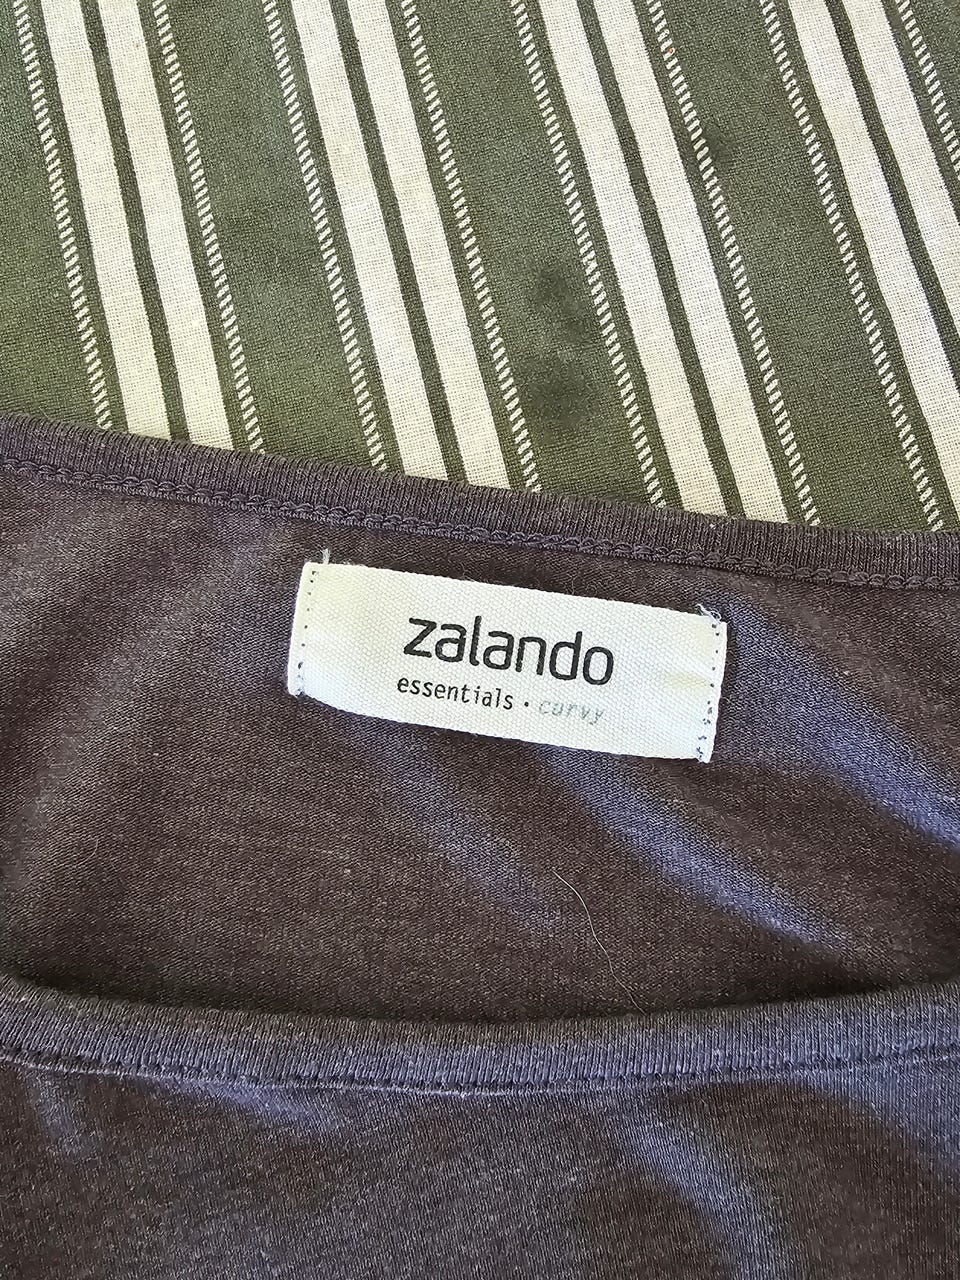 zalando
essentials · curvy